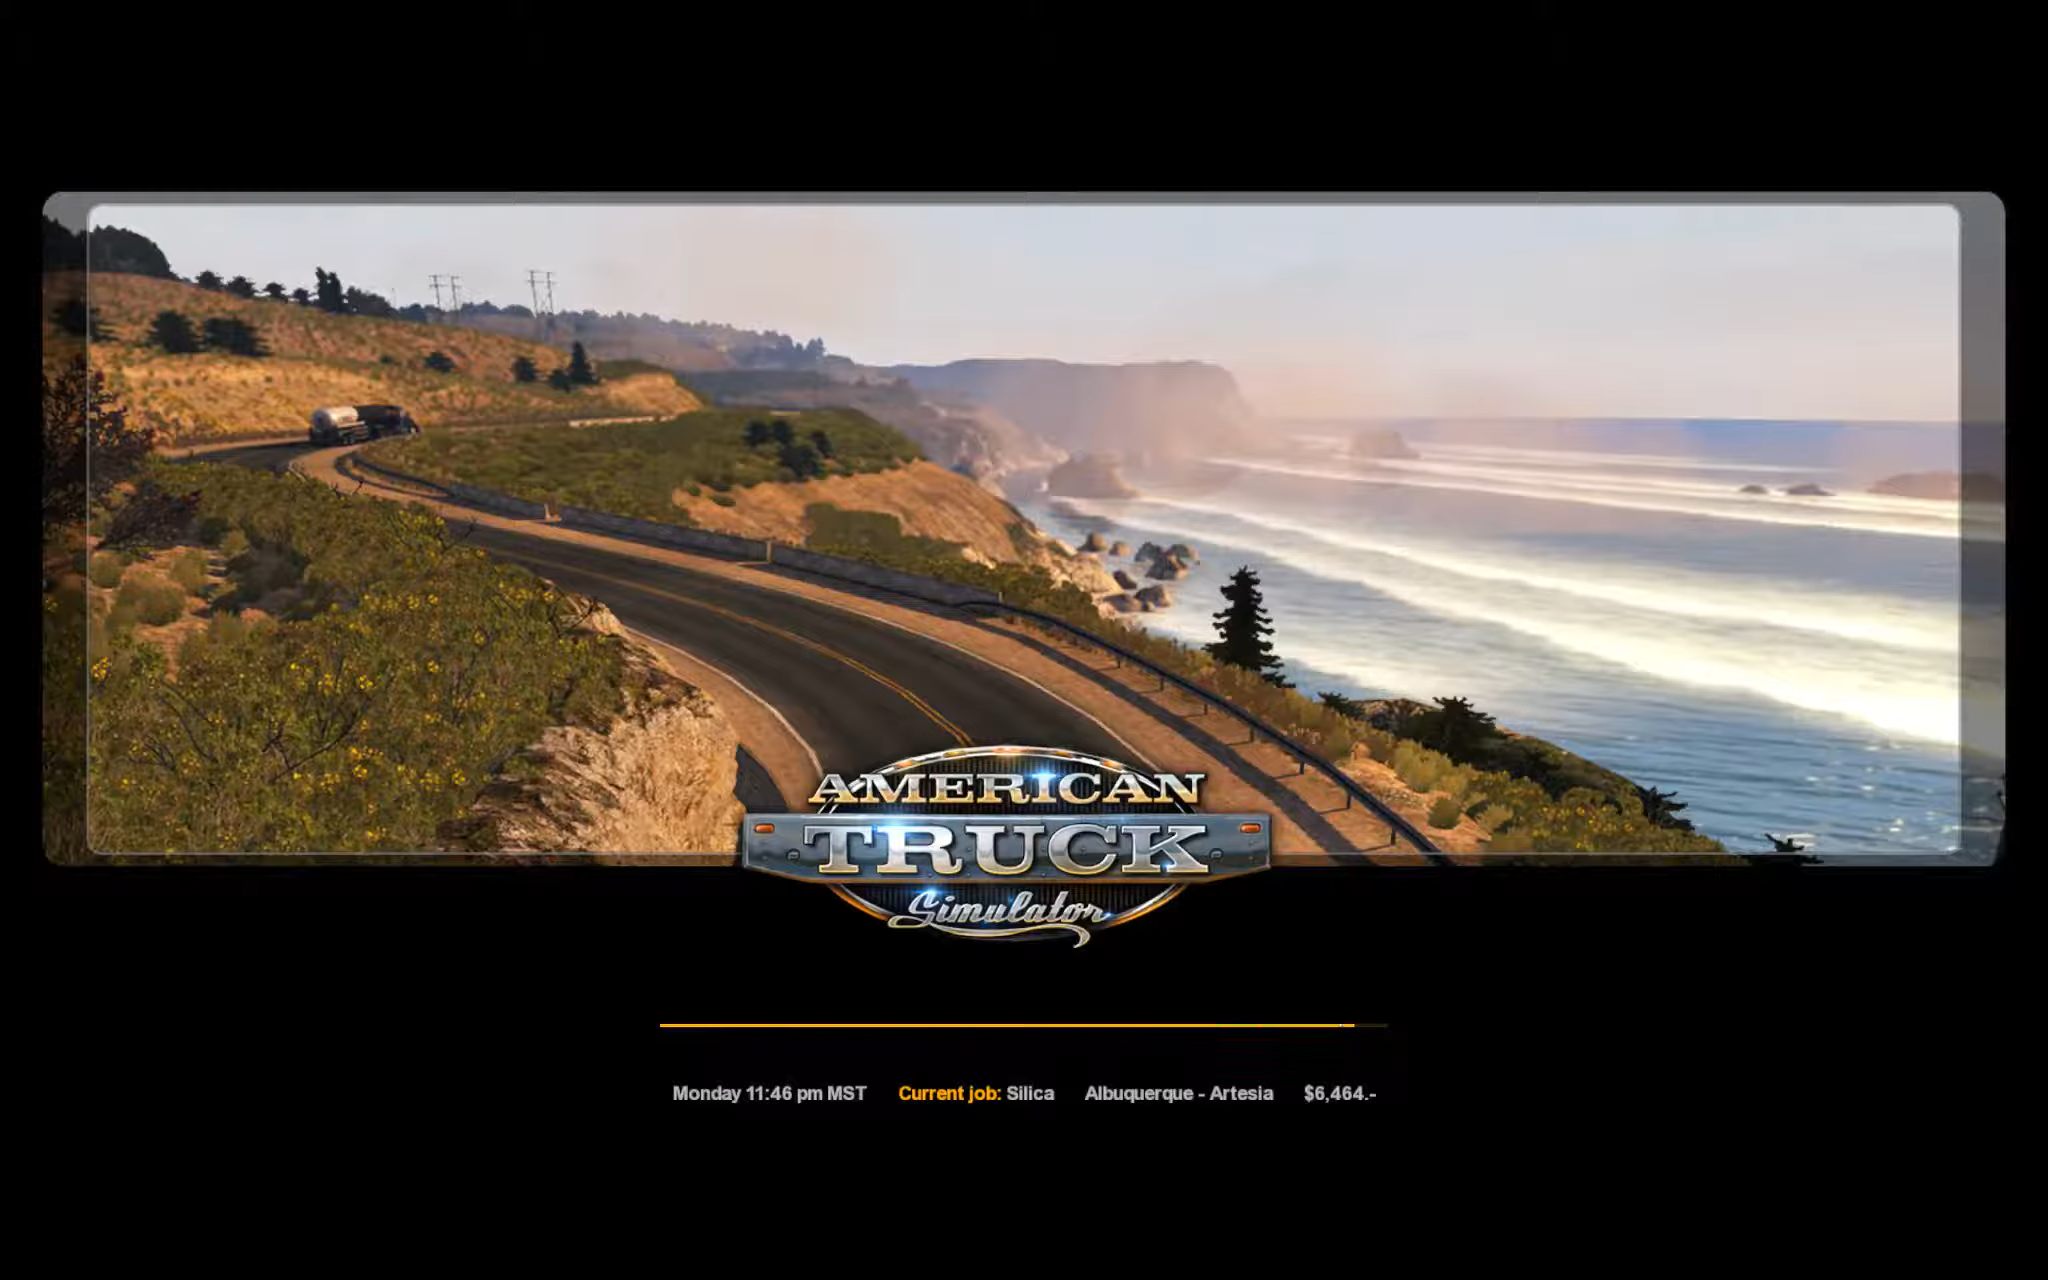 AMERICAN
TRUCK
Simulator
Monday 11:46 pm MST Current job: Silica Albuquerque - Artesia $6,464.-